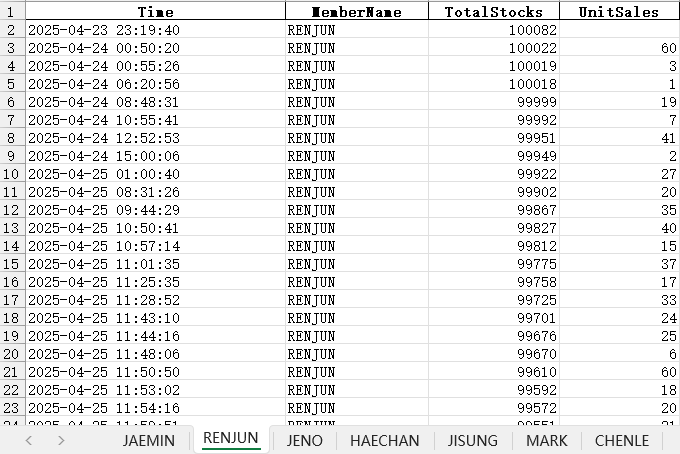 1 Time MemberName TotalStocks UnitSales
2 2025-04-23 23:19:40 RENJUN 100082
3 2025-04-24 00:50:20 RENJUN 100022 60
4 2025-04-24 00:55:26 RENJUN 100019 3
5 2025-04-24 06:20:56 RENJUN 100018 1
6 2025-04-24 08:48:31 RENJUN 99999 19
7 2025-04-24 10:55:41 RENJUN 99992 7
8 2025-04-24 12:52:53 RENJUN 99951 41
9 2025-04-24 15:00:06 RENJUN 99949 2
10 2025-04-25 01:00:40 RENJUN 99922 27
11 2025-04-25 08:31:26 RENJUN 99902 20
12 2025-04-25 09:44:29 RENJUN 99867 35
13 2025-04-25 10:50:41 RENJUN 99827 40
14 2025-04-25 10:57:14 RENJUN 99812 15
15 2025-04-25 11:01:35 RENJUN 99775 37
16 2025-04-25 11:25:35 RENJUN 99758 17
17 2025-04-25 11:28:52 RENJUN 99725 33
18 2025-04-25 11:43:10 RENJUN 99701 24
19 2025-04-25 11:44:16 RENJUN 99676 25
20 2025-04-25 11:48:06 RENJUN 99670 6
21 2025-04-25 11:50:50 RENJUN 99610 60
22 2025-04-25 11:53:02 RENJUN 99592 18
23 2025-04-25 11:54:16 RENJUN 99572 20
JAEMIN RENJUN JENO HAECHAN JISUNG MARK CHENLE